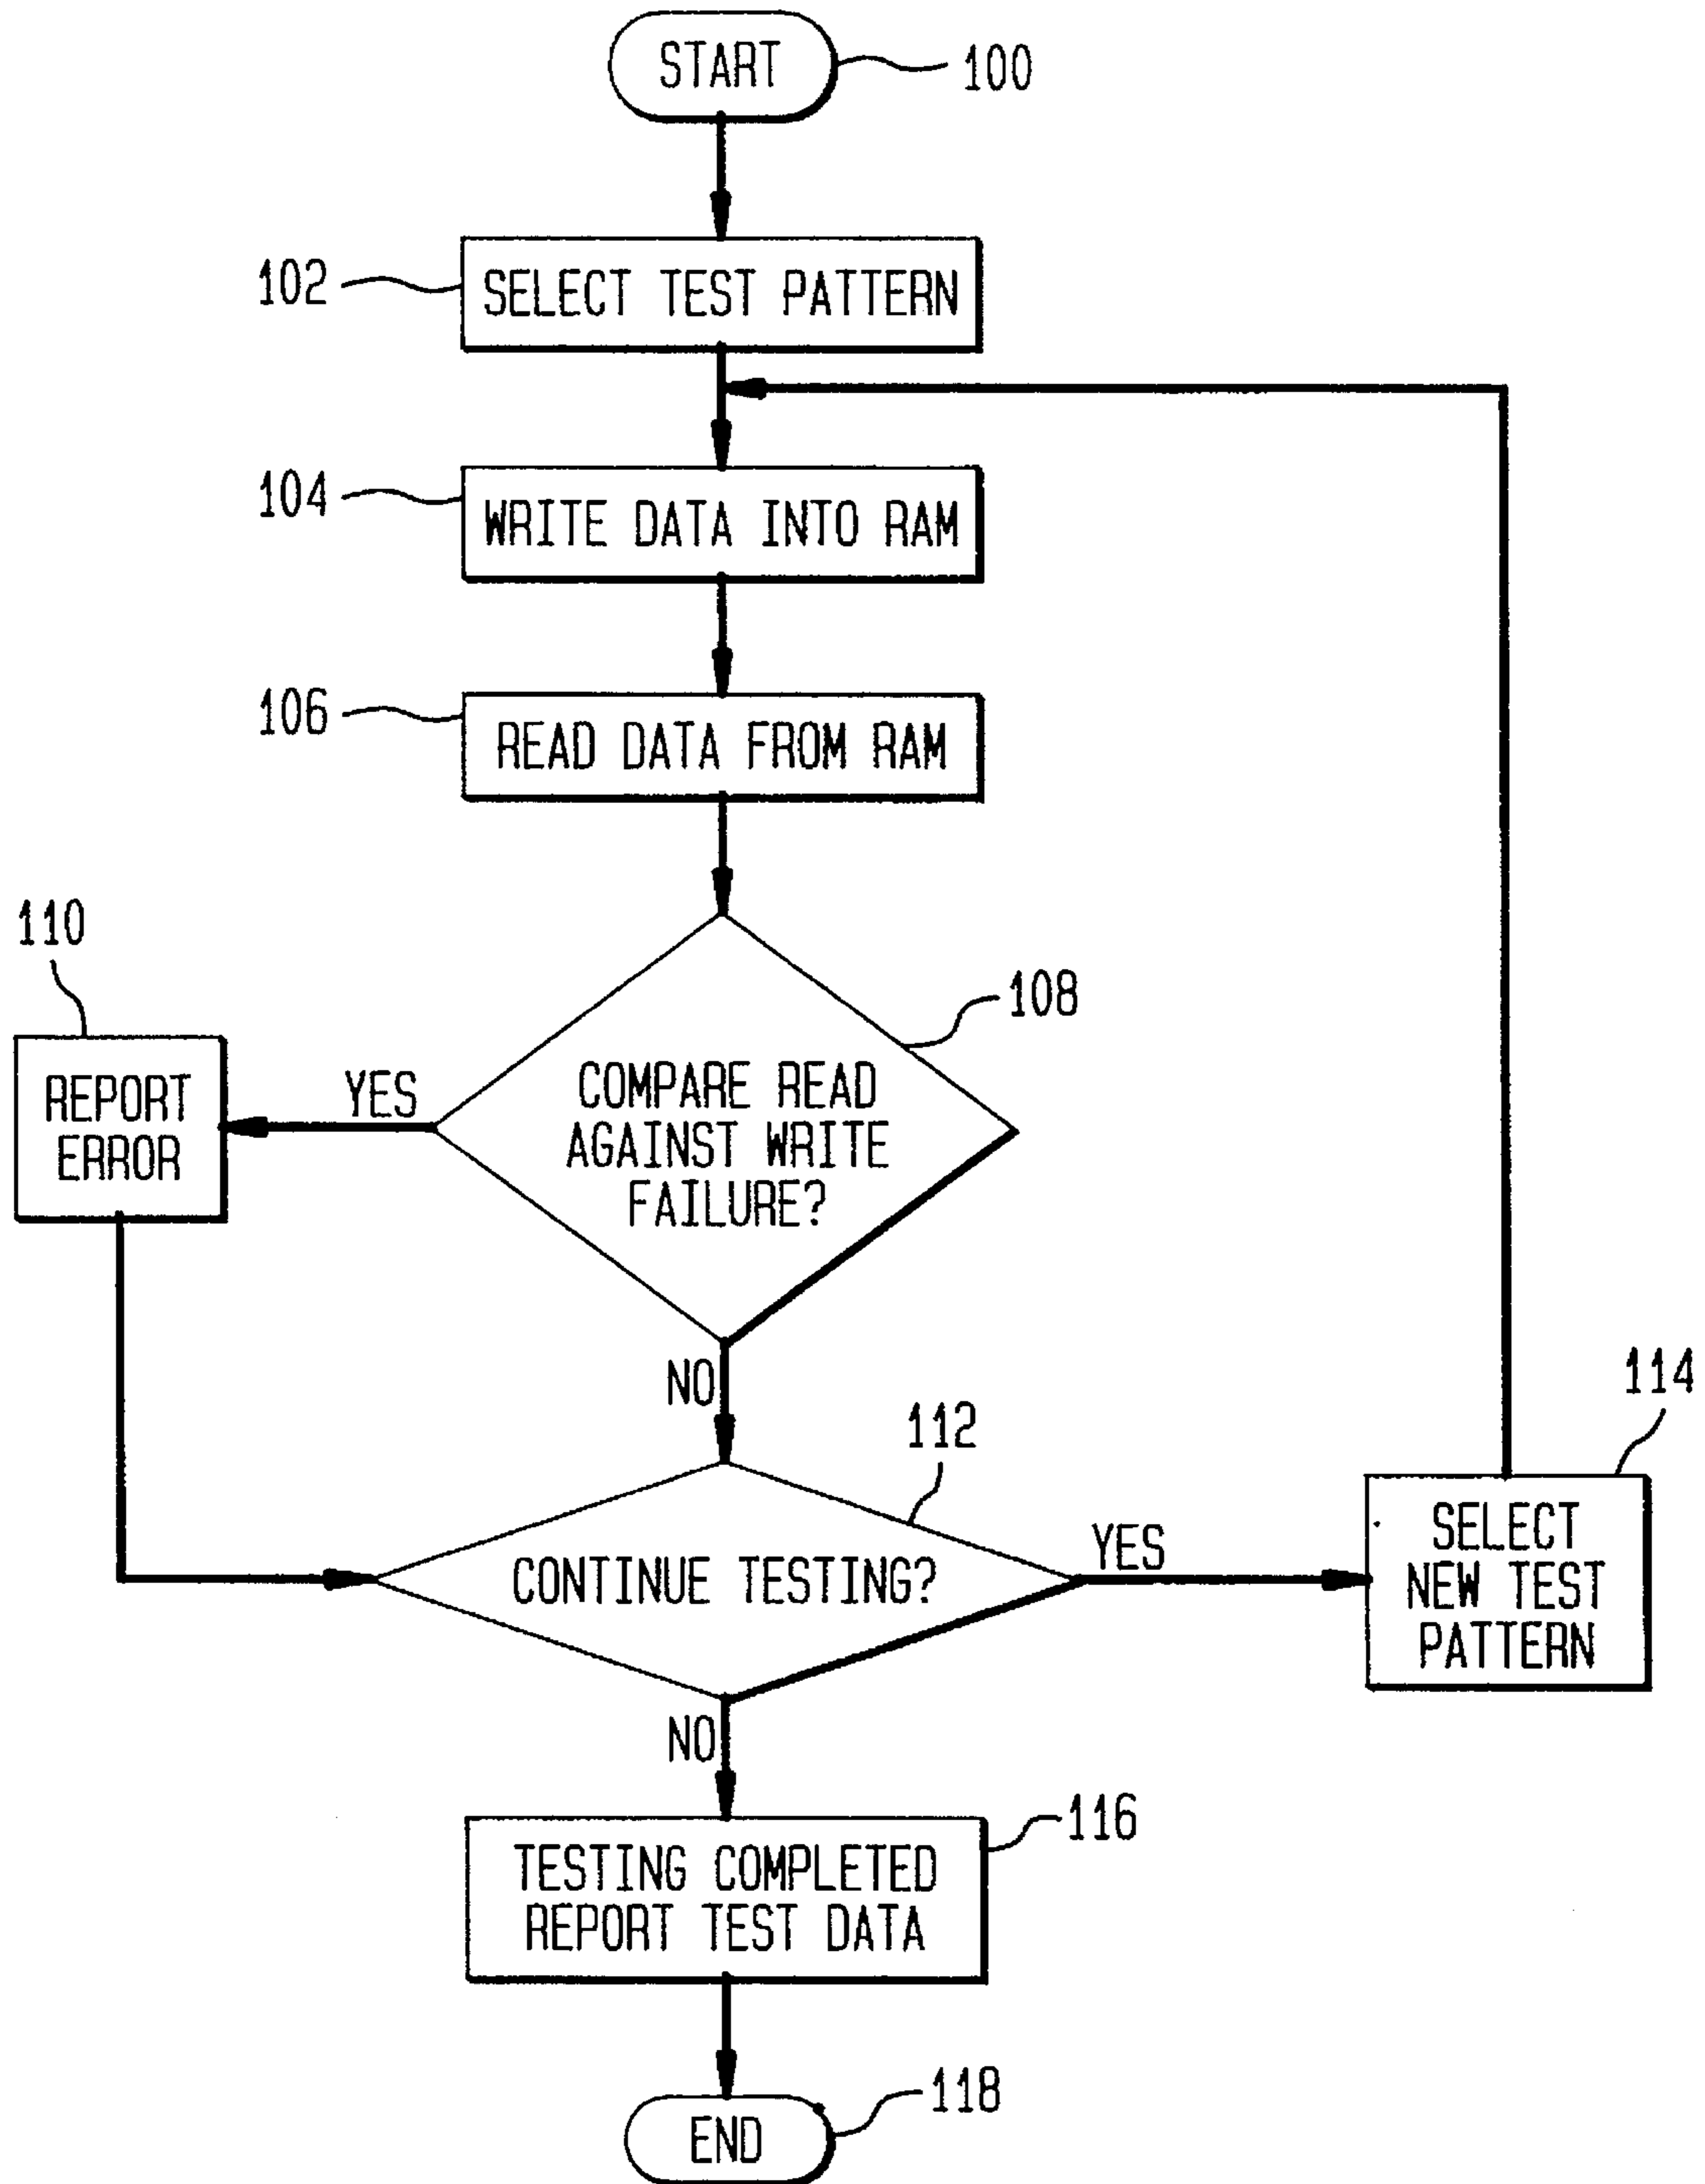 START
100
102
SELECT TEST PATTERN
104
WRITE DATA INTO RAM
106
READ DATA FROM RAM
110
108
REPORT
ERROR
YES
COMPARE READ
AGAINST WRITE
FAILURE?
NO
112
114
CONTINUE TESTING?
YES
SELECT
NEW TEST
PATTERN
NO
116
TESTING COMPLETED
REPORT TEST DATA
118
END